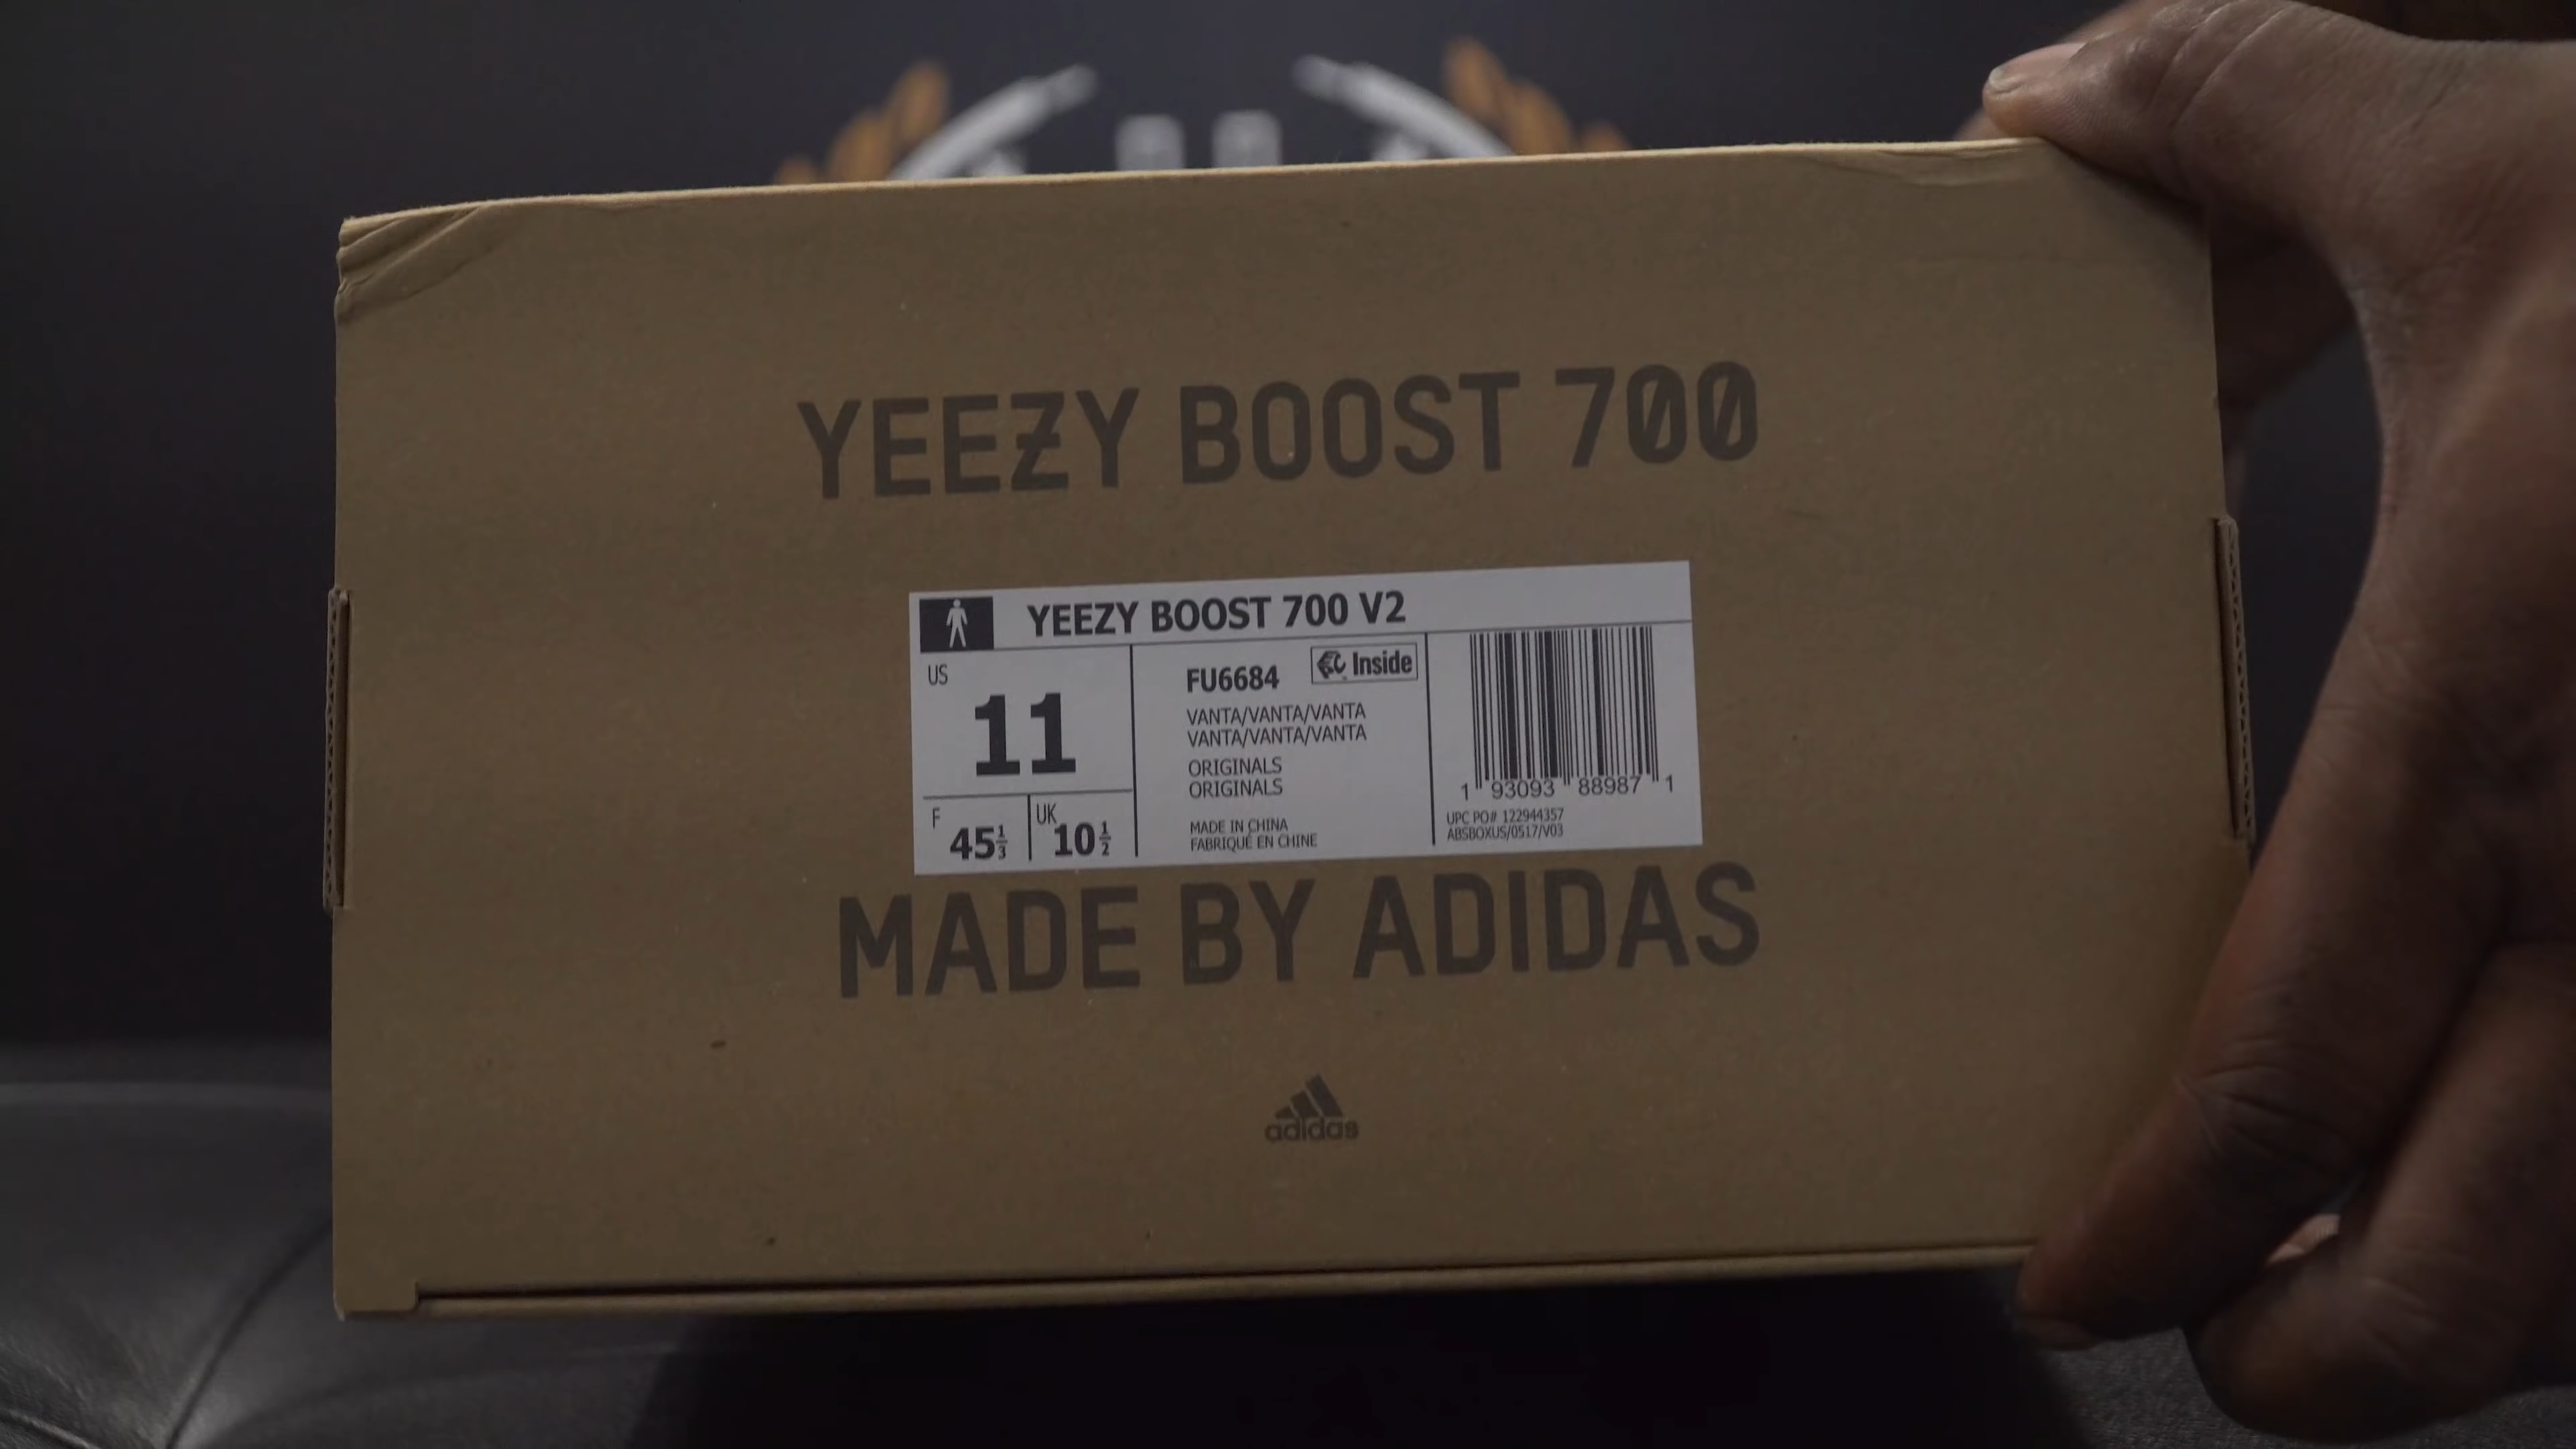 YEEZY BOOST 700
YEEZY BOOST 700 V2
US
11
F
45⅓
UK
10½
FU6684
Inside
VANTA/VANTA/VANTA
VANTA/VANTA/VANTA
ORIGINALS
ORIGINALS
MADE IN CHINA
FABRIQUÉ EN CHINE
1 93093 88987 1
UPC PO# 122944357
ABSBOXUS/0517/V03
MADE BY ADIDAS
adidas